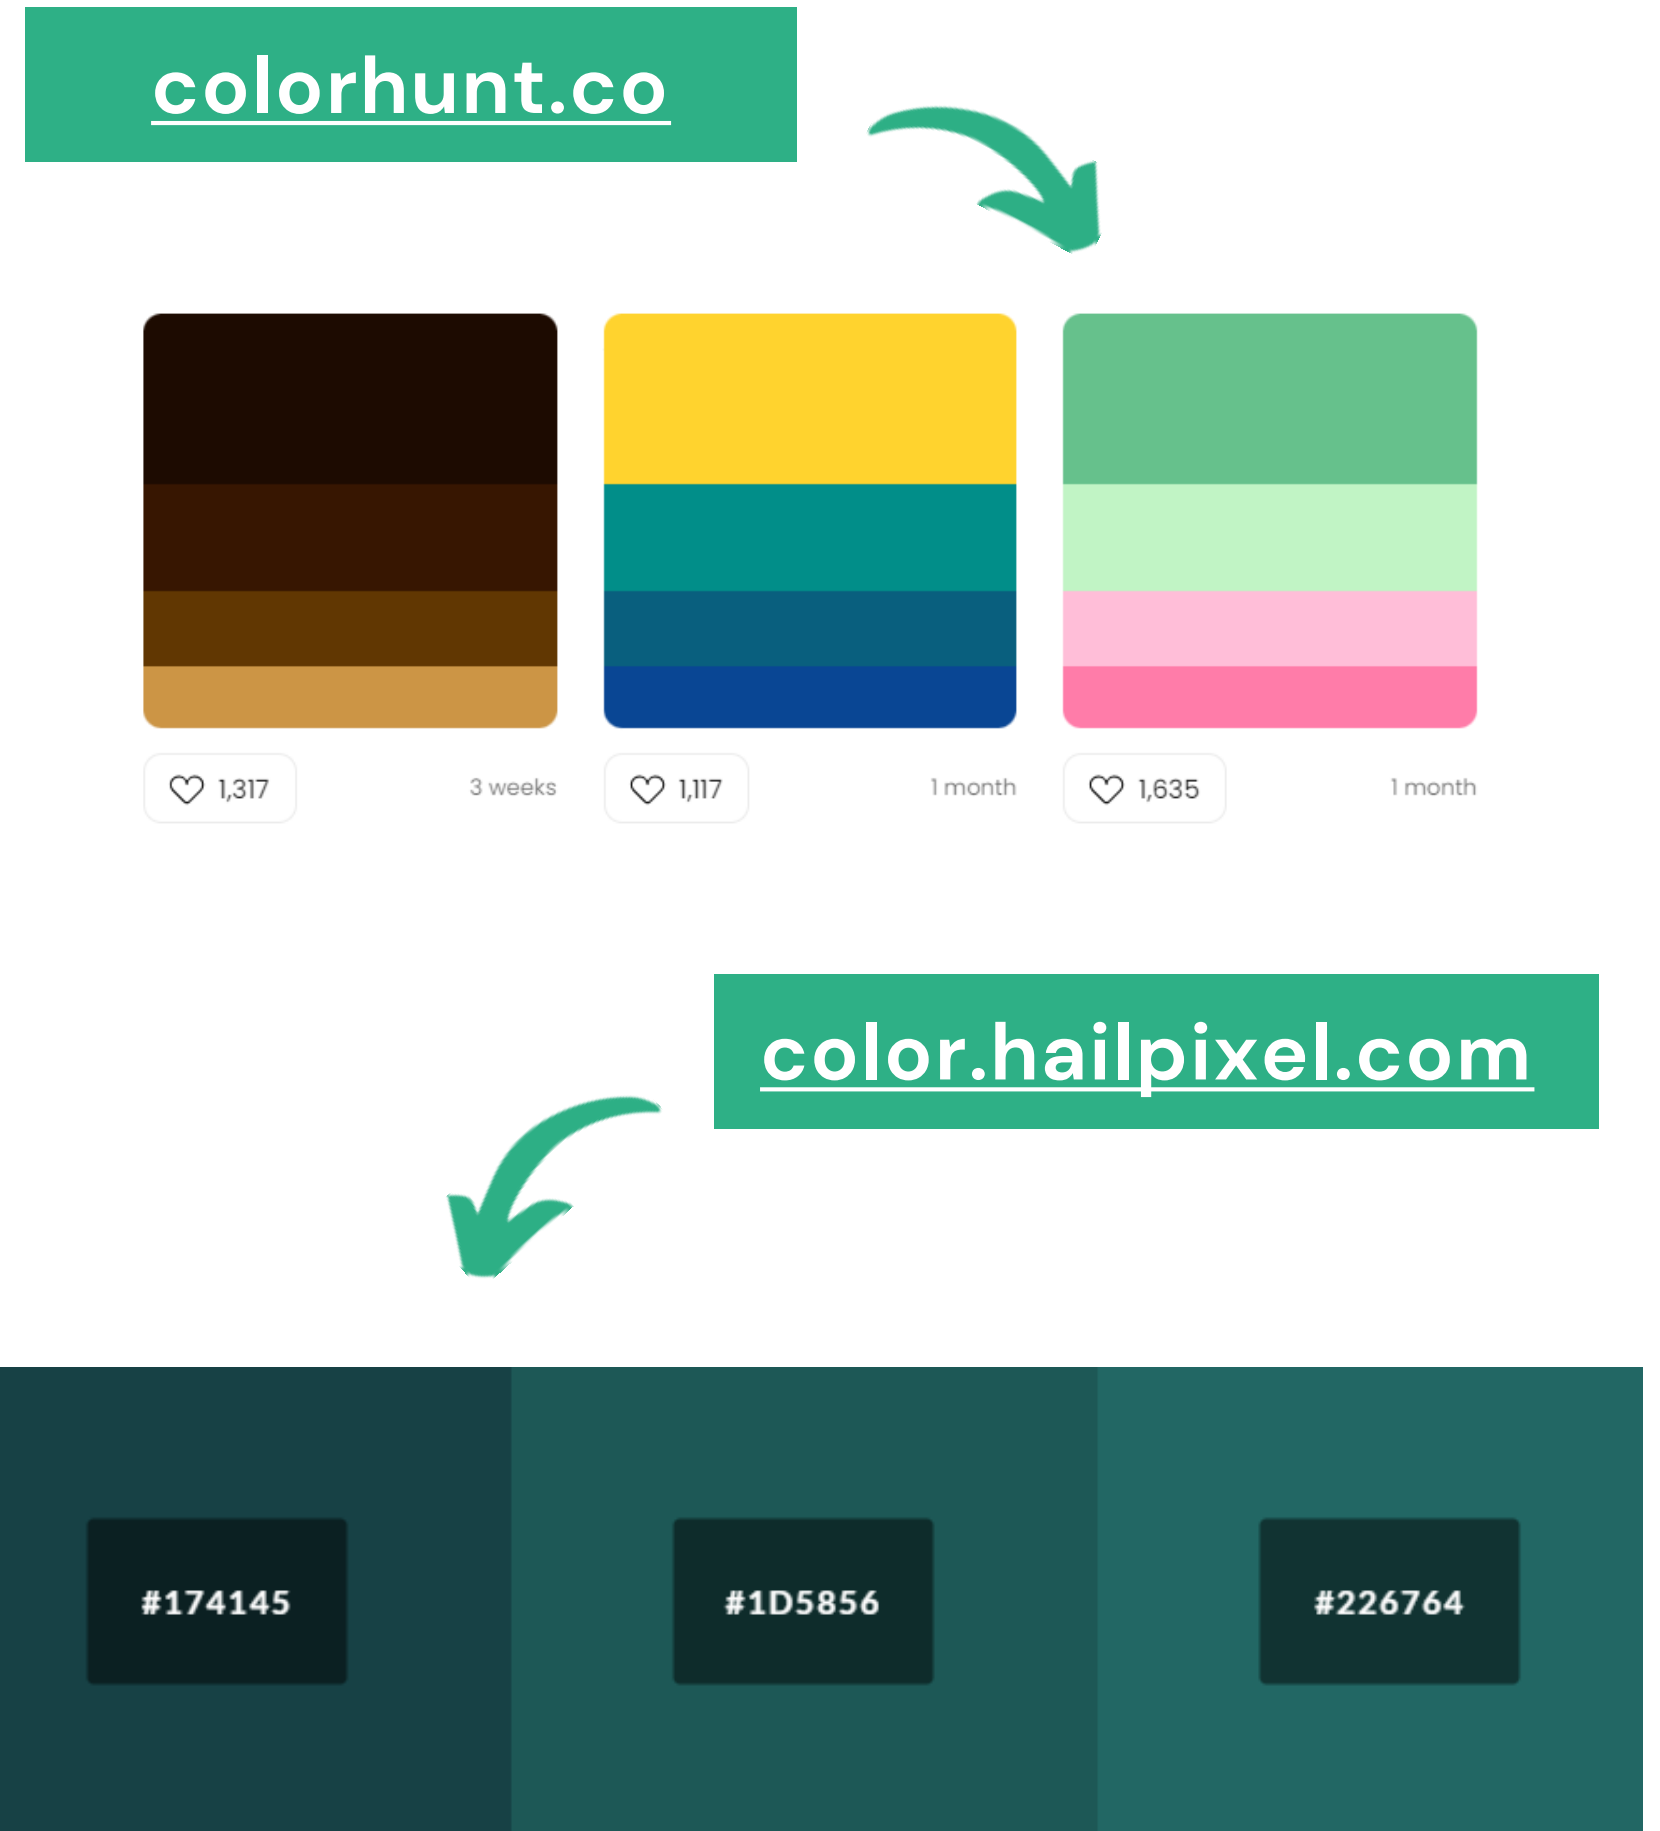 colorhunt.co
1,317
3 weeks
1,117
1 month
1,635
1 month
color.hailpixel.com
#174145
#1D5856
#226764